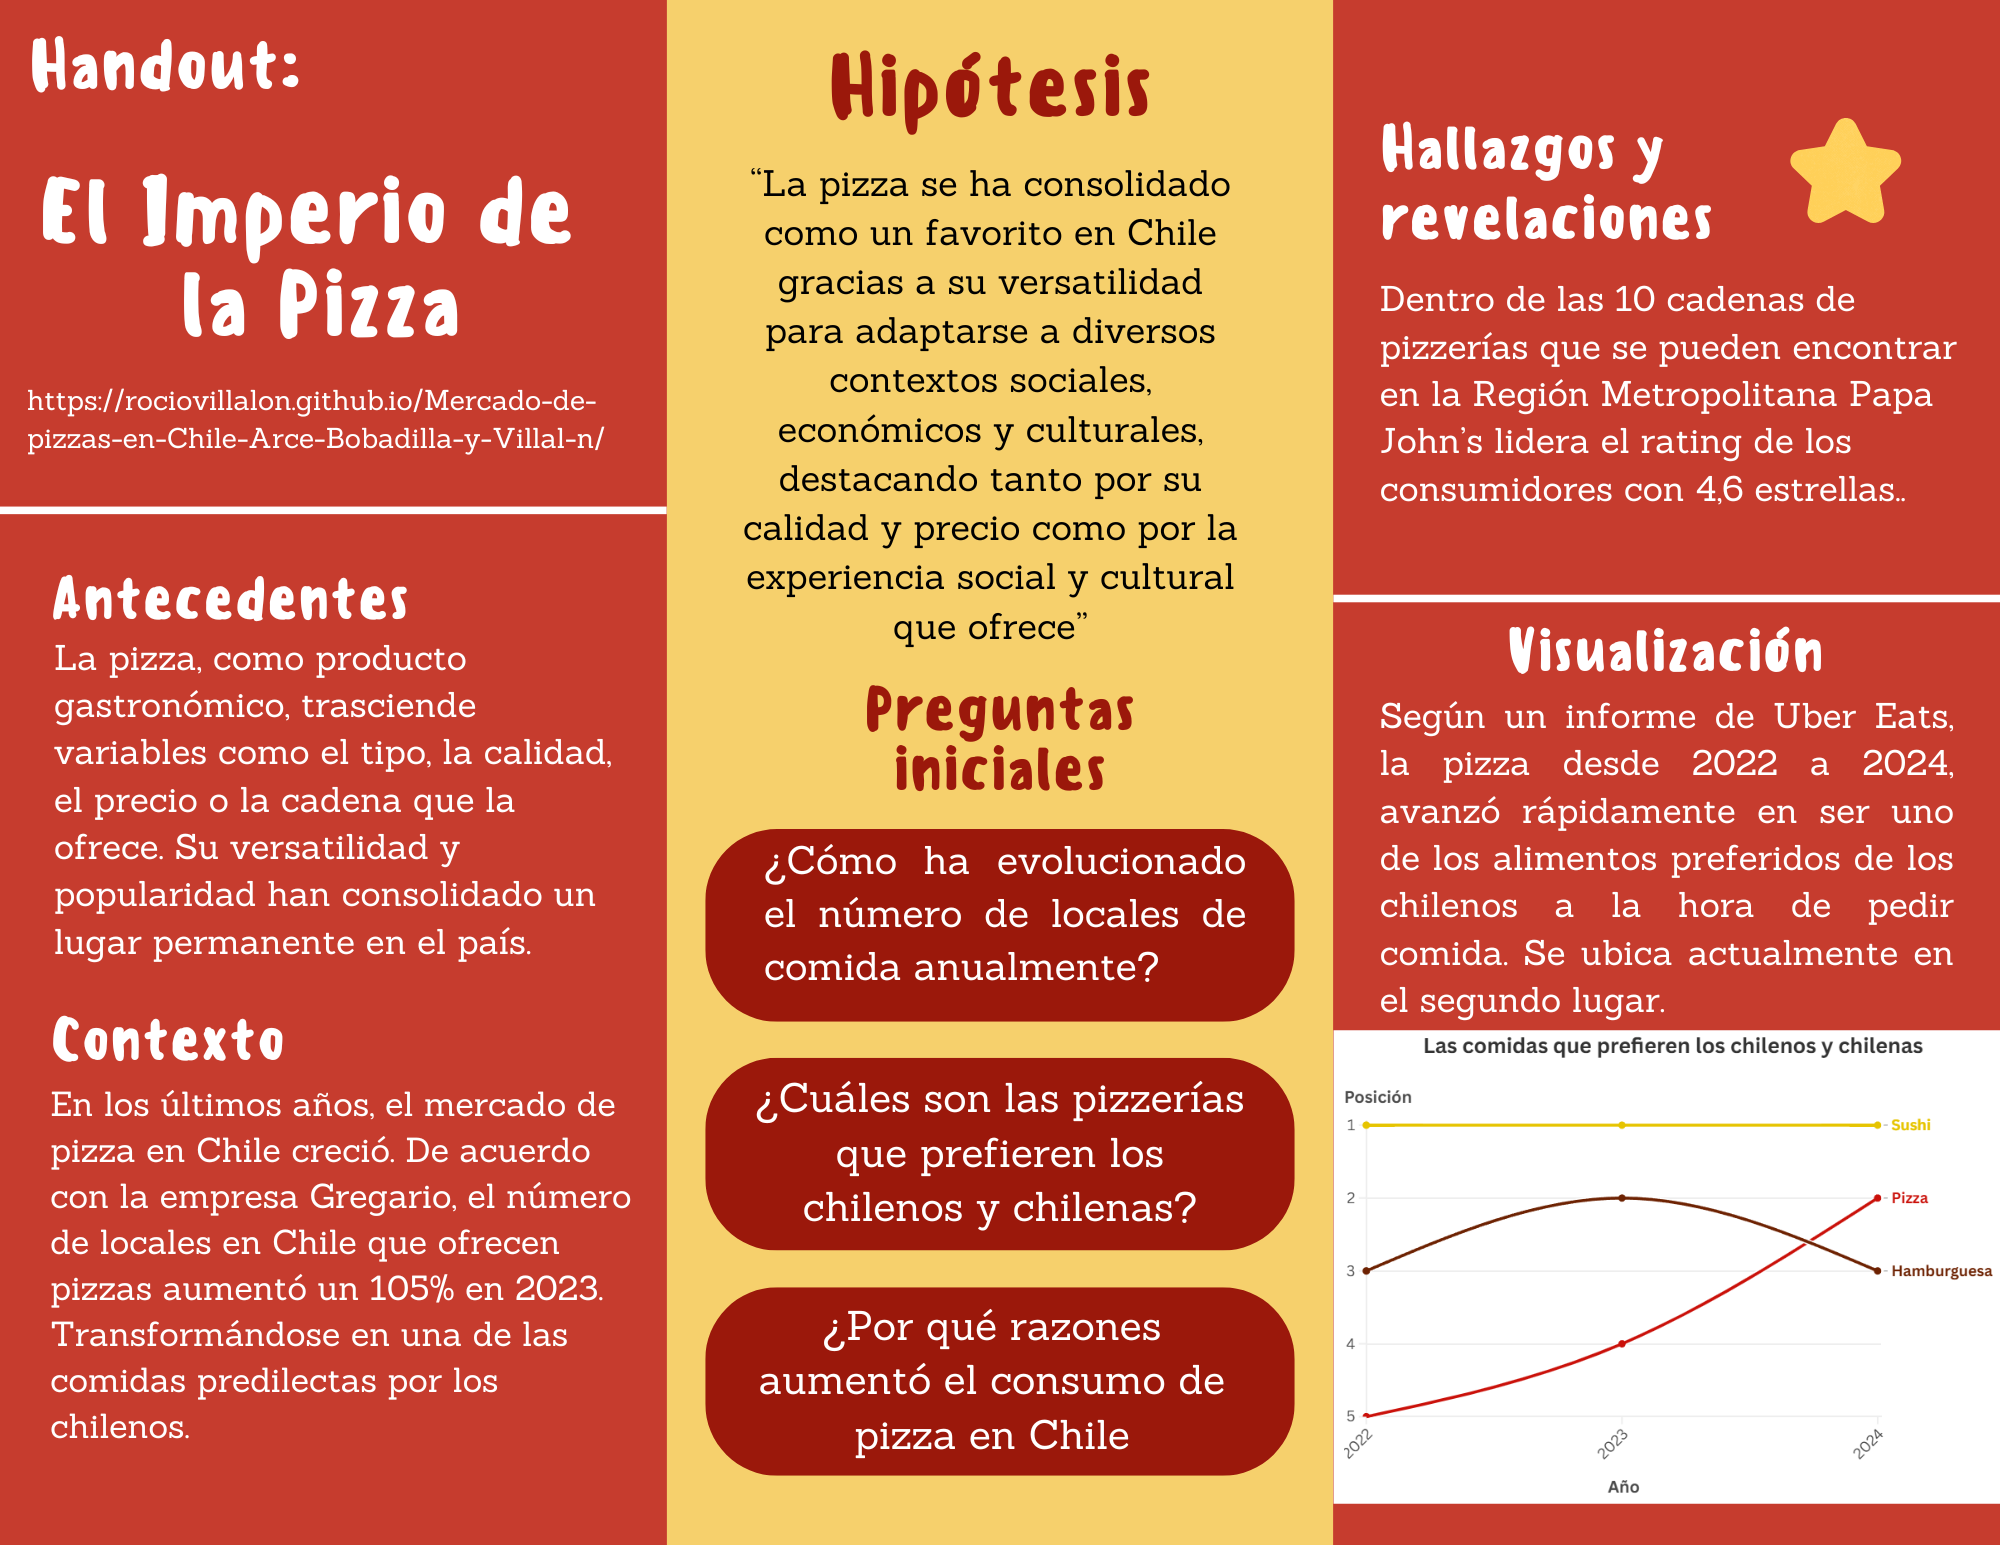 Handout:
El Imperio de
la Pizza
https://rociovillalon.github.io/Mercado-de-
pizzas-en-Chile-Arce-Bobadilla-y-Villal-n/
Antecedentes
La pizza, como producto
gastronómico, trasciende
variables como el tipo, la calidad,
el precio o la cadena que la
ofrece. Su versatilidad y
popularidad han consolidado un
lugar permanente en el país.
Contexto
En los últimos años, el mercado de
pizza en Chile creció. De acuerdo
con la empresa Gregario, el número
de locales en Chile que ofrecen
pizzas aumentó un 105% en 2023.
Transformándose en una de las
comidas predilectas por los
chilenos.
Hipótesis
“La pizza se ha consolidado
como un favorito en Chile
gracias a su versatilidad
para adaptarse a diversos
contextos sociales,
económicos y culturales,
destacando tanto por su
calidad y precio como por la
experiencia social y cultural
que ofrece”
Preguntas
iniciales
¿Cómo ha evolucionado
el número de locales de
comida anualmente?
¿Cuáles son las pizzerías
que prefieren los
chilenos y chilenas?
¿Por qué razones
aumentó el consumo de
pizza en Chile
Hallazgos y
revelaciones
Dentro de las 10 cadenas de
pizzerías que se pueden encontrar
en la Región Metropolitana Papa
John’s lidera el rating de los
consumidores con 4,6 estrellas..
Visualización
Según un informe de Uber Eats,
la pizza desde 2022 a 2024,
avanzó rápidamente en ser uno
de los alimentos preferidos de los
chilenos a la hora de pedir
comida. Se ubica actualmente en
el segundo lugar.
Las comidas que prefieren los chilenos y chilenas
Posición
1
Sushi
2
Pizza
3
Hamburguesa
4
5
2022
2023
2024
Año